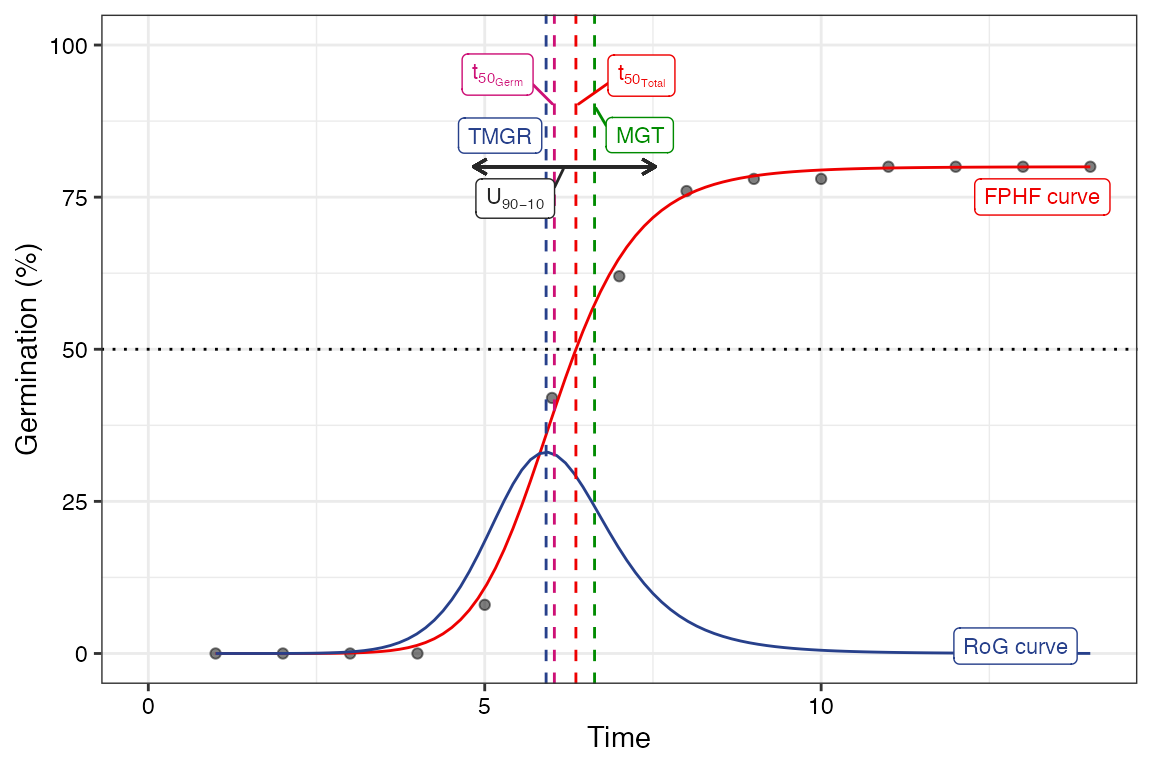 100
75
50
25
0
Germination (%)
t50Germ
t50Total
TMGR
MGT
U90−10
FPHF curve
RoG curve
0
5
10
Time